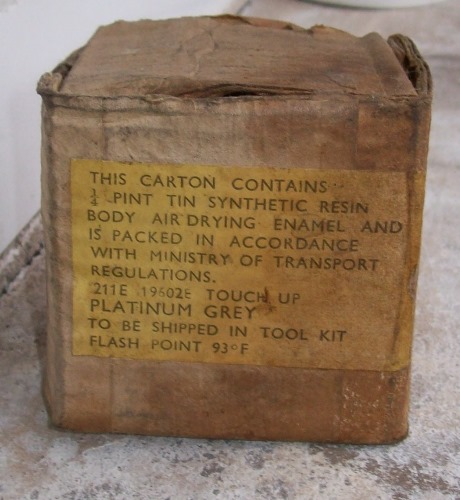 THIS CARTON CONTAINS
¼ PINT TIN SYNTHETIC RESIN
BODY AIR DRYING ENAMEL AND
IS PACKED IN ACCORDANCE
WITH MINISTRY OF TRANSPORT
REGULATIONS.
211E 19602E TOUCH UP
PLATINUM GREY
TO BE SHIPPED IN TOOL KIT
FLASH POINT 93°F